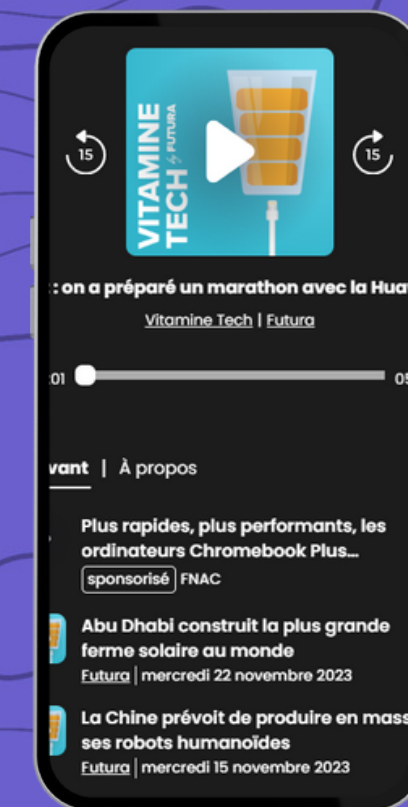 15
VITAMINE
TECH by FUTURA
15
: on a préparé un marathon avec la Hua
Vitamine Tech | Futura
:01
05
vant | À propos
Plus rapides, plus performants, les
ordinateurs Chromebook Plus...
sponsorisé FNAC
Abu Dhabi construit la plus grande
ferme solaire au monde
Futura | mercredi 22 novembre 2023
La Chine prévoit de produire en mass
ses robots humanoïdes
Futura | mercredi 15 novembre 2023